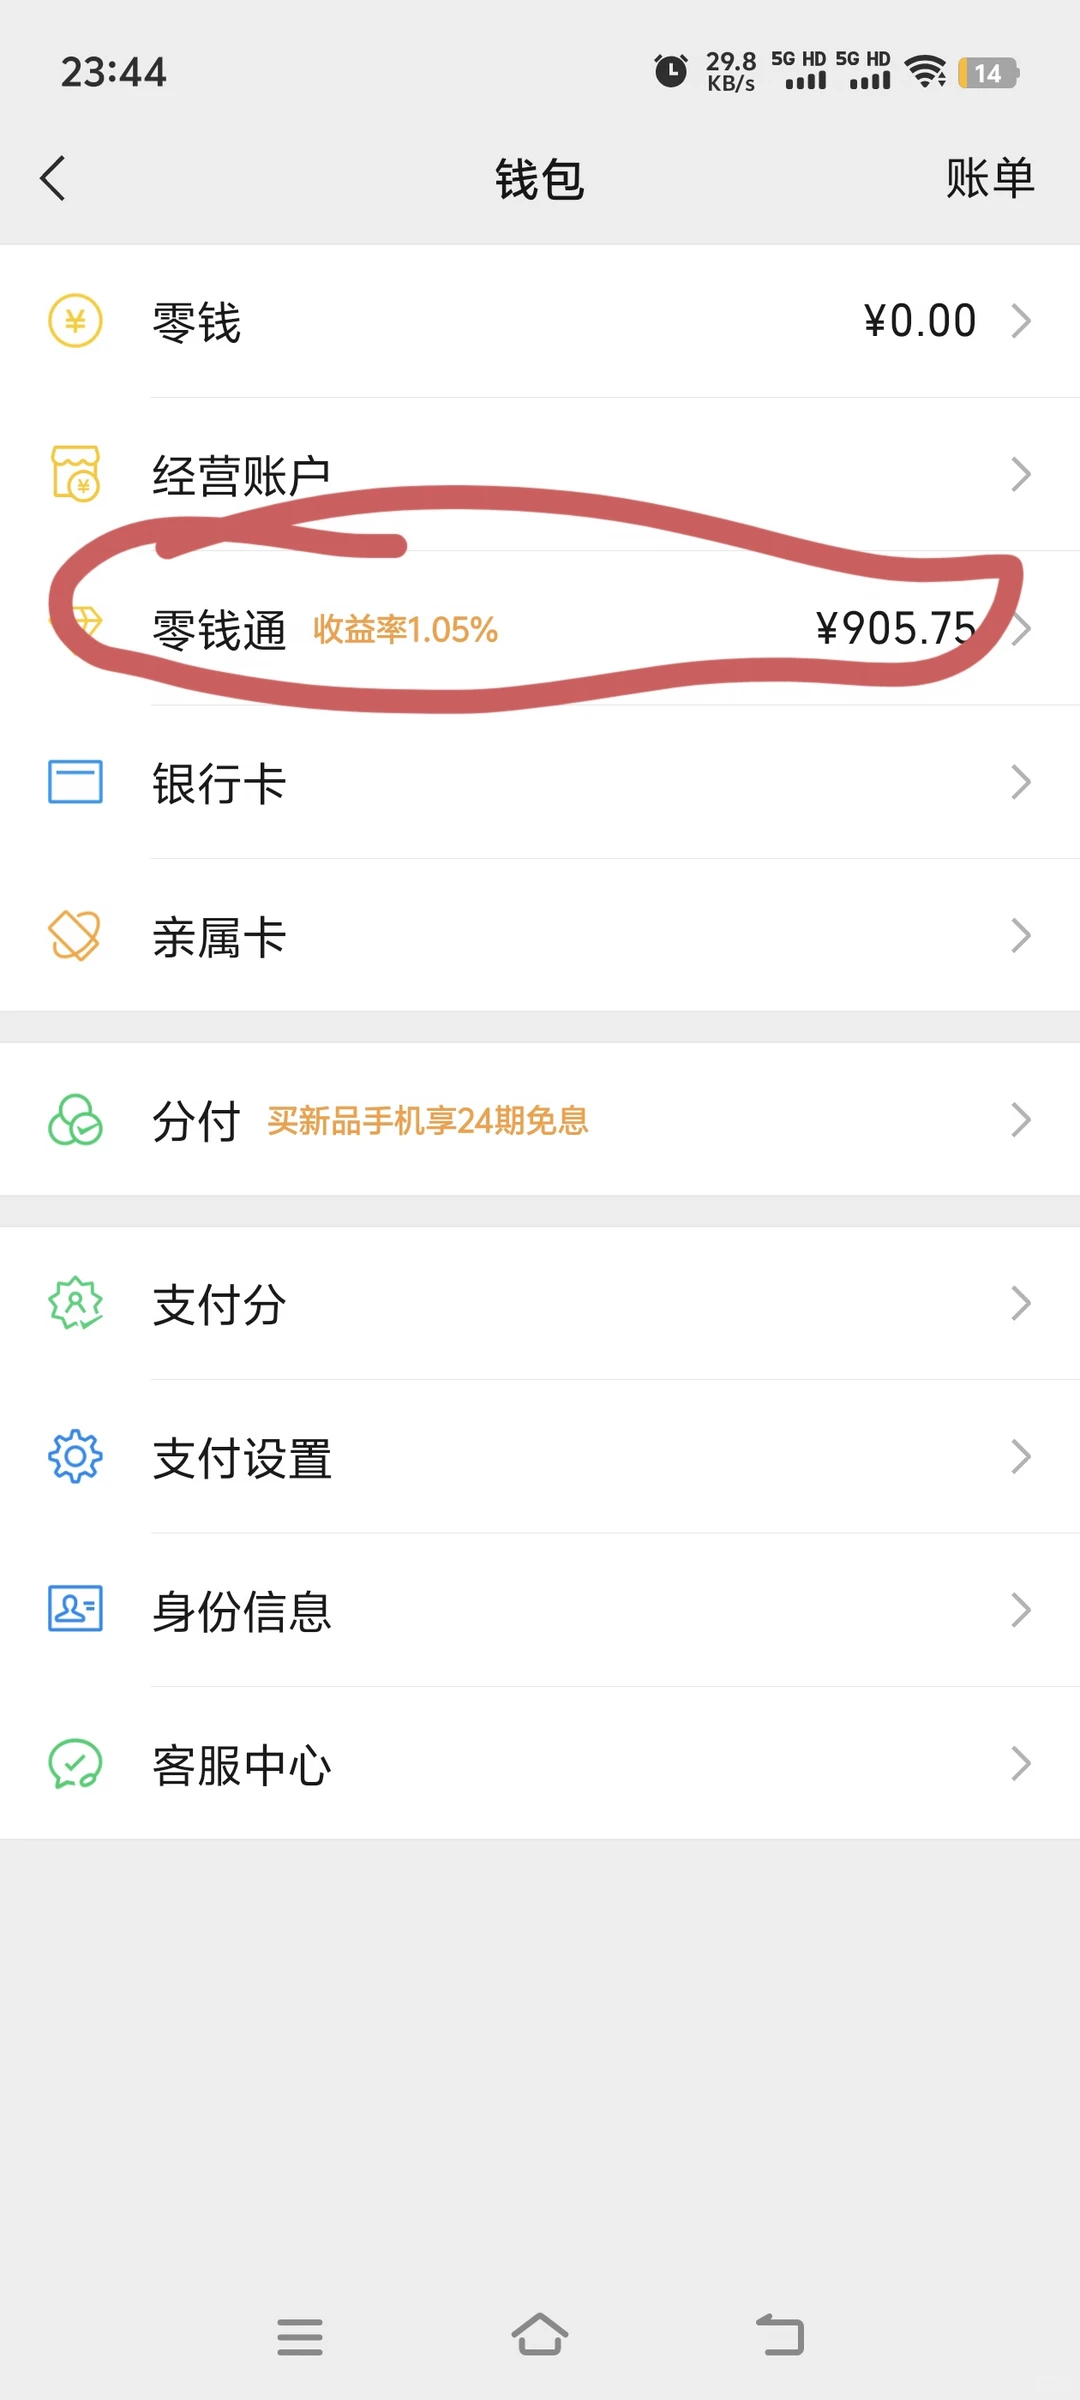 23:44
29.8 KB/s 5G HD 5G HD 14
钱包 账单
零钱 ¥0.00
经营账户
零钱通 收益率1.05% ¥905.75
银行卡
亲属卡
分付 买新品手机享24期免息
支付分
支付设置
身份信息
客服中心